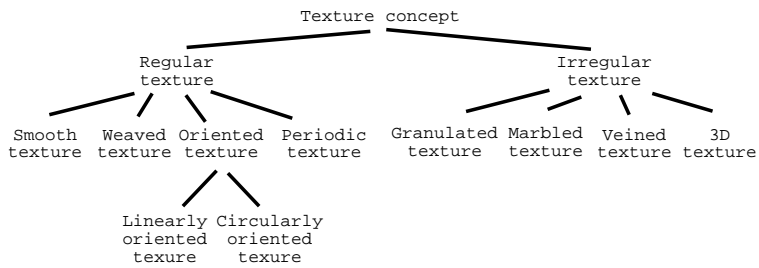 Texture concept
Regular
texture
Irregular
texture
Smooth
texture
Weaved
texture
Oriented
texture
Periodic
texture
Granulated
texture
Marbled
texture
Veined
texture
3D
texture
Linearly
oriented
texure
Circularly
oriented
texure